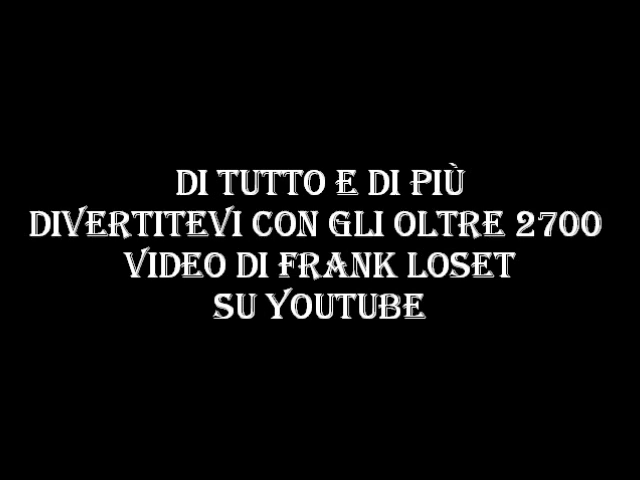 DI TUTTO E DI PIÙ
DIVERTITEVI CON GLI OLTRE 2700
VIDEO DI FRANK LOSET
SU YOUTUBE